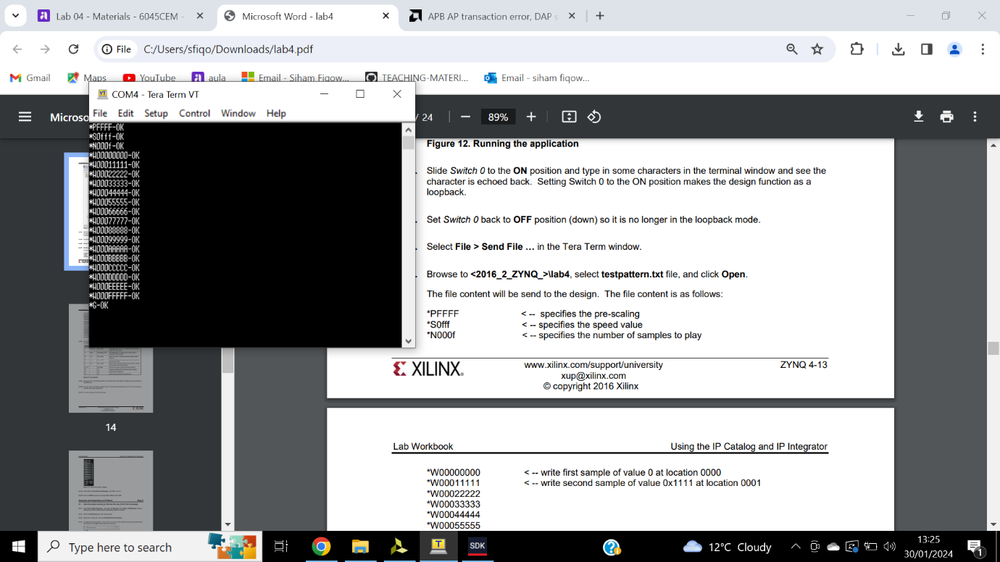 Lab 04 - Materials - 6045CEM -
Microsoft Word - lab4
APB AP transaction error, DAP s
File
C:/Users/sfiqo/Downloads/lab4.pdf
Gmail
Maps
YouTube
aula
Email - Siham Fiqow...
TEACHING-MATERI...
Email - siham fiqow...
Microso
/ 24
89%
COM4 - Tera Term VT
File Edit Setup Control Window Help
*PFFFF-OK
*S0fff-OK
*N000f-OK
*W00000000-OK
*W00011111-OK
*W00022222-OK
*W00033333-OK
*W00044444-OK
*W00055555-OK
*W00066666-OK
*W00077777-OK
*W00088888-OK
*W00099999-OK
*W000AAAAA-OK
*W000BBBBB-OK
*W000CCCCC-OK
*W000DDDDD-OK
*W000EEEEE-OK
*W000FFFFF-OK
*G-OK
14
Figure 12. Running the application
Slide Switch 0 to the ON position and type in some characters in the terminal window and see the
character is echoed back. Setting Switch 0 to the ON position makes the design function as a
loopback.
Set Switch 0 back to OFF position (down) so it is no longer in the loopback mode.
Select File > Send File … in the Tera Term window.
Browse to <2016_2_ZYNQ_>\lab4, select testpattern.txt file, and click Open.
The file content will be send to the design. The file content is as follows:
*PFFFF < -- specifies the pre-scaling
*S0fff < -- specifies the speed value
*N000f < -- specifies the number of samples to play
XILINX.
www.xilinx.com/support/university
xup@xilinx.com
© copyright 2016 Xilinx
ZYNQ 4-13
Lab Workbook
Using the IP Catalog and IP Integrator
*W00000000 < -- write first sample of value 0 at location 0000
*W00011111 < -- write second sample of value 0x1111 at location 0001
*W00022222
*W00033333
*W00044444
*W00055555
Type here to search
SDK
12°C Cloudy
13:25
30/01/2024
1